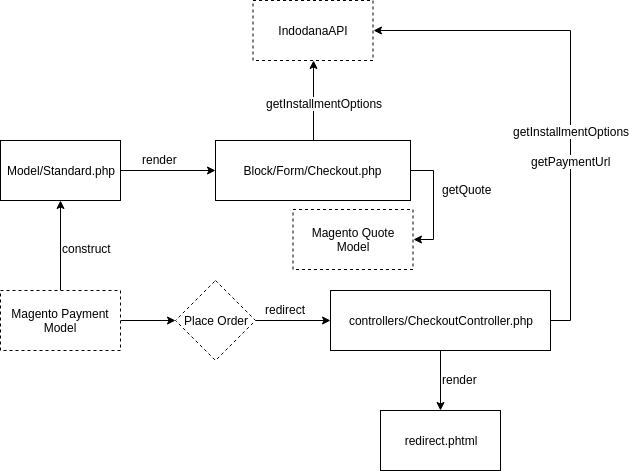 IndodanaAPI
getInstallmentOptions
getInstallmentOptions
getPaymentUrl
Model/Standard.php
render
Block/Form/Checkout.php
getQuote
Magento Quote
Model
construct
Magento Payment
Model
Place Order
redirect
controllers/CheckoutController.php
render
redirect.phtml